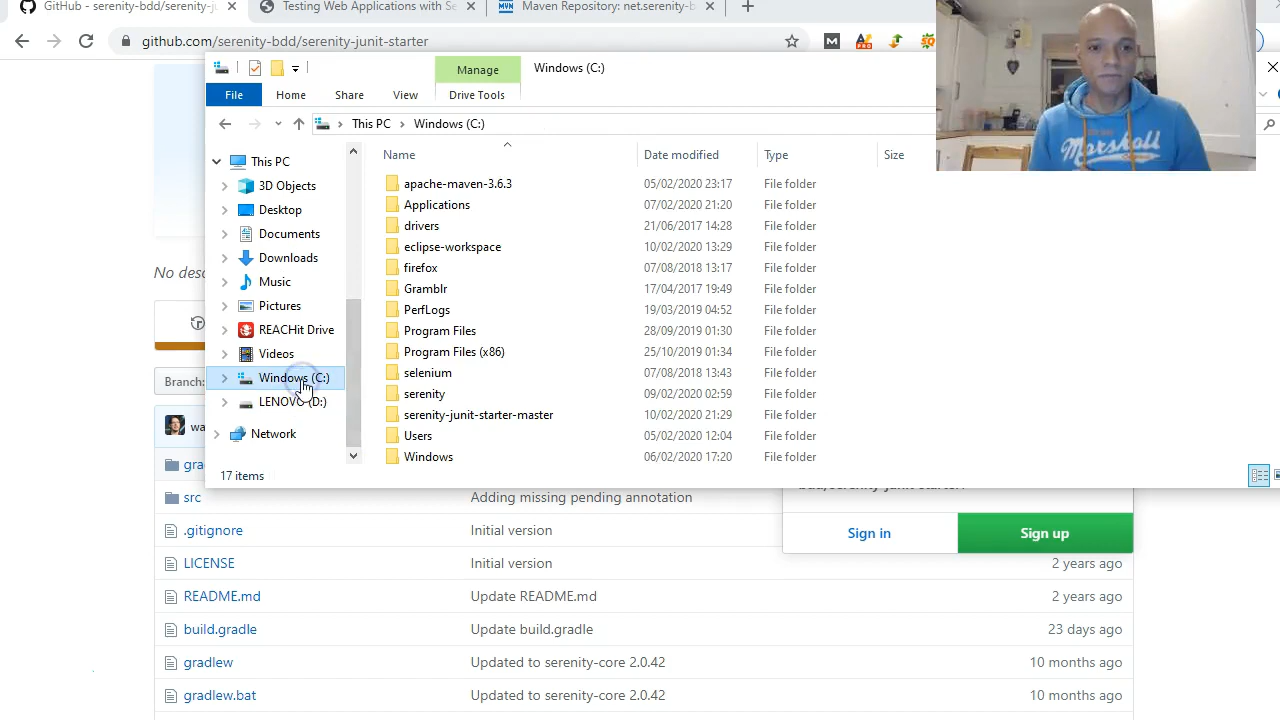 GitHub - serenity-bdd/serenity-j
Testing Web Applications with Se
MVN Maven Repository: net.serenity-b
github.com/serenity-bdd/serenity-junit-starter
Manage
Windows (C:)
File
Home
Share
View
Drive Tools
This PC
Windows (C:)
Name
Date modified
Type
Size
This PC
3D Objects
Desktop
Documents
Downloads
Music
Pictures
REACHit Drive
Videos
Windows (C:)
LENOVO (D:)
Network
apache-maven-3.6.3 05/02/2020 23:17 File folder
Applications 07/02/2020 21:20 File folder
drivers 21/06/2017 14:28 File folder
eclipse-workspace 10/02/2020 13:29 File folder
firefox 07/08/2018 13:17 File folder
Gramblr 17/04/2017 19:49 File folder
PerfLogs 19/03/2019 04:52 File folder
Program Files 28/09/2019 01:30 File folder
Program Files (x86) 25/10/2019 01:34 File folder
selenium 07/08/2018 13:43 File folder
serenity 09/02/2020 02:59 File folder
serenity-junit-starter-master 10/02/2020 21:29 File folder
Users 05/02/2020 12:04 File folder
Windows 06/02/2020 17:20 File folder
17 items
Marshall
No desc
Branch:
wa
gra
Sign in
Sign up
src Adding missing pending annotation
.gitignore Initial version
LICENSE Initial version 2 years ago
README.md Update README.md 2 years ago
build.gradle Update build.gradle 23 days ago
gradlew Updated to serenity-core 2.0.42 10 months ago
gradlew.bat Updated to serenity-core 2.0.42 10 months ago